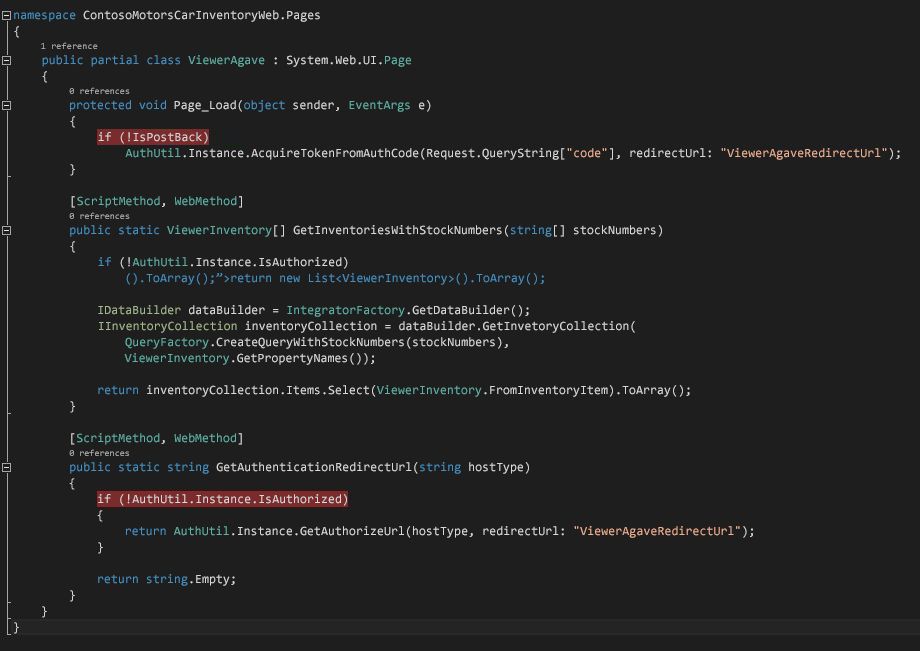 namespace ContosoMotorsCarInventoryWeb.Pages
{
1 reference
public partial class ViewerAgave : System.Web.UI.Page
{
0 references
protected void Page_Load(object sender, EventArgs e)
{
if (!IsPostBack)
AuthUtil.Instance.AcquireTokenFromAuthCode(Request.QueryString["code"], redirectUrl: "ViewerAgaveRedirectUrl");
}
[ScriptMethod, WebMethod]
0 references
public static ViewerInventory[] GetInventoriesWithStockNumbers(string[] stockNumbers)
{
if (!AuthUtil.Instance.IsAuthorized)
().ToArray();”>return new List<ViewerInventory>().ToArray();
IDataBuilder dataBuilder = IntegratorFactory.GetDataBuilder();
IInventoryCollection inventoryCollection = dataBuilder.GetInvetoryCollection(
QueryFactory.CreateQueryWithStockNumbers(stockNumbers),
ViewerInventory.GetPropertyNames());
return inventoryCollection.Items.Select(ViewerInventory.FromInventoryItem).ToArray();
}
[ScriptMethod, WebMethod]
0 references
public static string GetAuthenticationRedirectUrl(string hostType)
{
if (!AuthUtil.Instance.IsAuthorized)
{
return AuthUtil.Instance.GetAuthorizeUrl(hostType, redirectUrl: "ViewerAgaveRedirectUrl");
}
return string.Empty;
}
}
}